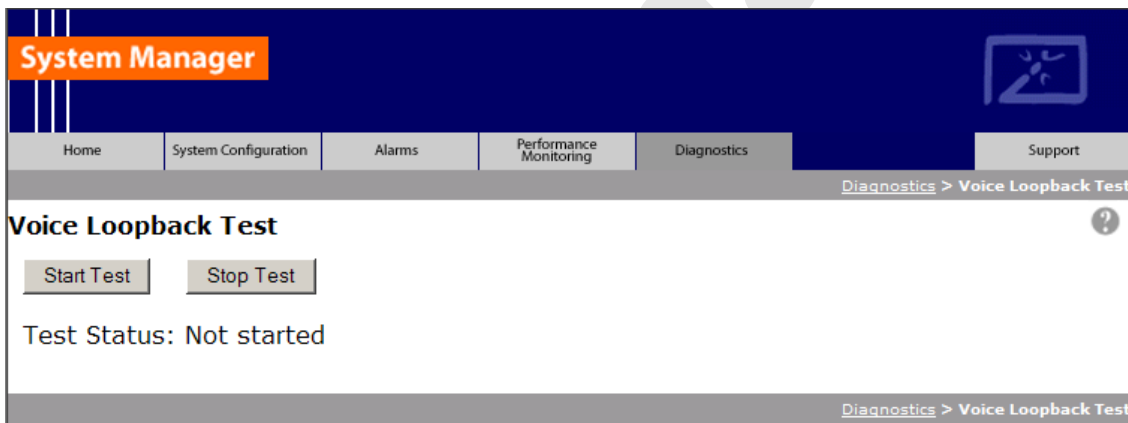 System Manager
Home
System Configuration
Alarms
Performance
Monitoring
Diagnostics
Support
Diagnostics > Voice Loopback Test
Voice Loopback Test
?
Start Test
Stop Test
Test Status: Not started
Diagnostics > Voice Loopback Test